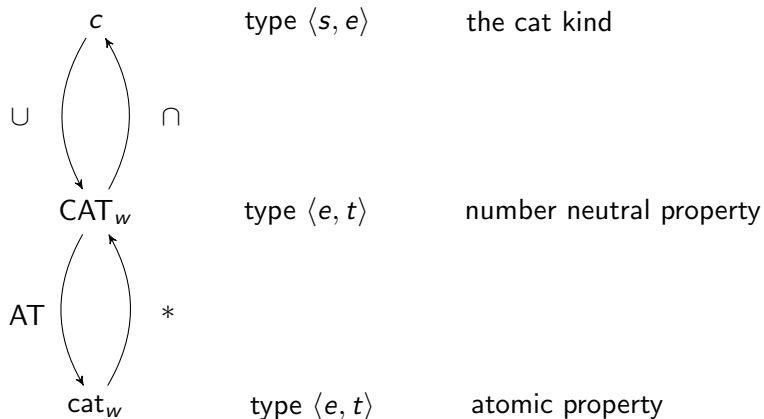 c type ⟨s, e⟩ the cat kind
∪ ∩
CAT_w type ⟨e, t⟩ number neutral property
AT *
cat_w type ⟨e, t⟩ atomic property